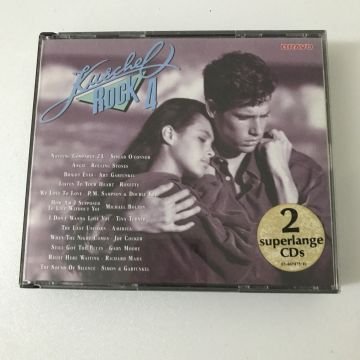 Kuschel
ROCK 4
BRAVO
NOTHING COMPARES 2 U · SINEAD O'CONNOR
ANGIE · ROLLING STONES
BRIGHT EYES · ART GARFUNKEL
LISTEN TO YOUR HEART · ROXETTE
WE LOVE TO LOVE · P.M. SAMPSON & DOUBLE KEY
HOW AM I SUPPOSED
TO LIVE WITHOUT YOU · MICHAEL BOLTON
I DON'T WANNA LOSE YOU · TINA TURNER
THE LAST UNICORN · AMERICA
WHEN THE NIGHT COMES · JOE COCKER
STILL GOT THE BLUES · GARY MOORE
RIGHT HERE WAITING · RICHARD MARX
THE SOUND OF SILENCE · SIMON & GARFUNKEL
2
superlange
CDs